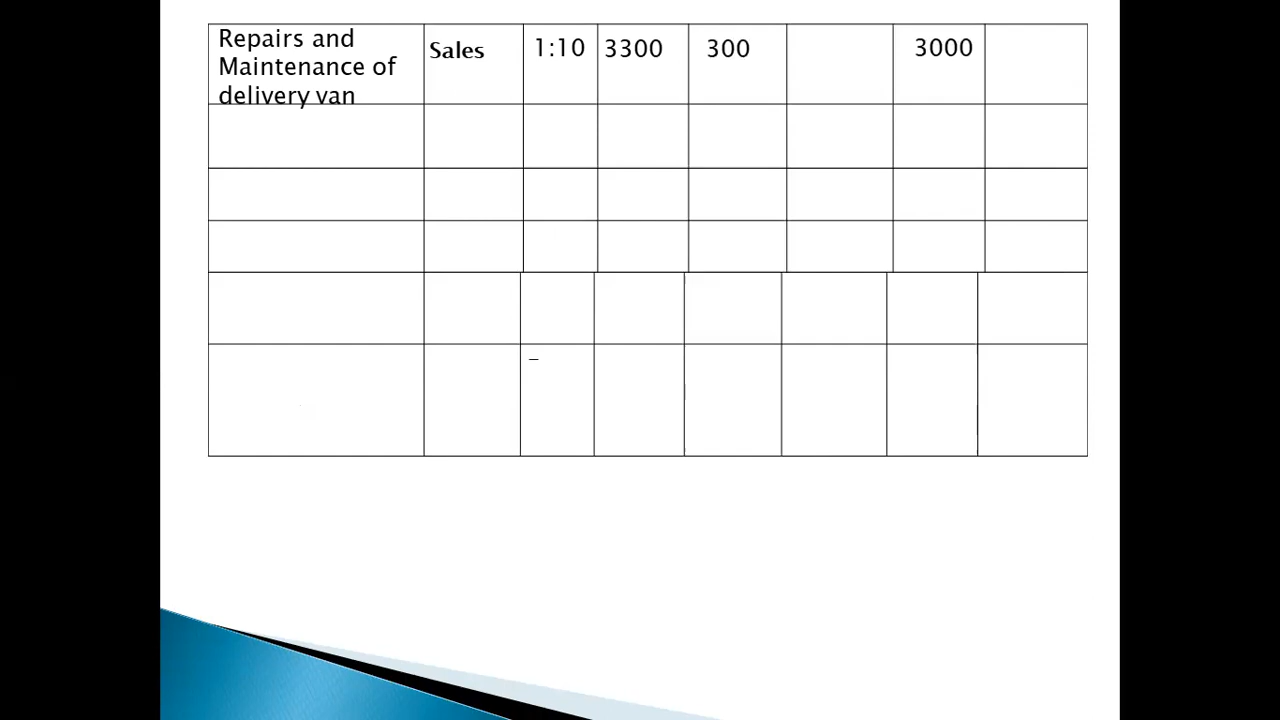 Repairs and
Maintenance of
delivery van
Sales
1:10
3300
300
3000
–